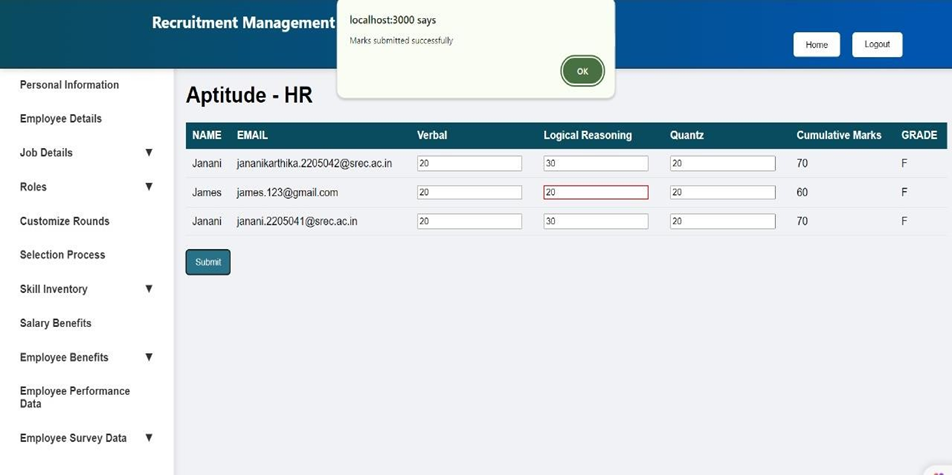 Recruitment Management
localhost:3000 says
Marks submitted successfully
OK
Home
Logout
Personal Information
Employee Details
Job Details ▼
Roles ▼
Customize Rounds
Selection Process
Skill Inventory ▼
Salary Benefits
Employee Benefits ▼
Employee Performance
Data
Employee Survey Data ▼
Aptitude - HR
NAME EMAIL Verbal Logical Reasoning Quantz Cumulative Marks GRADE
Janani jananikarthika.2205042@srec.ac.in 20 30 20 70 F
James james.123@gmail.com 20 20 20 60 F
Janani janani.2205041@srec.ac.in 20 30 20 70 F
Submit